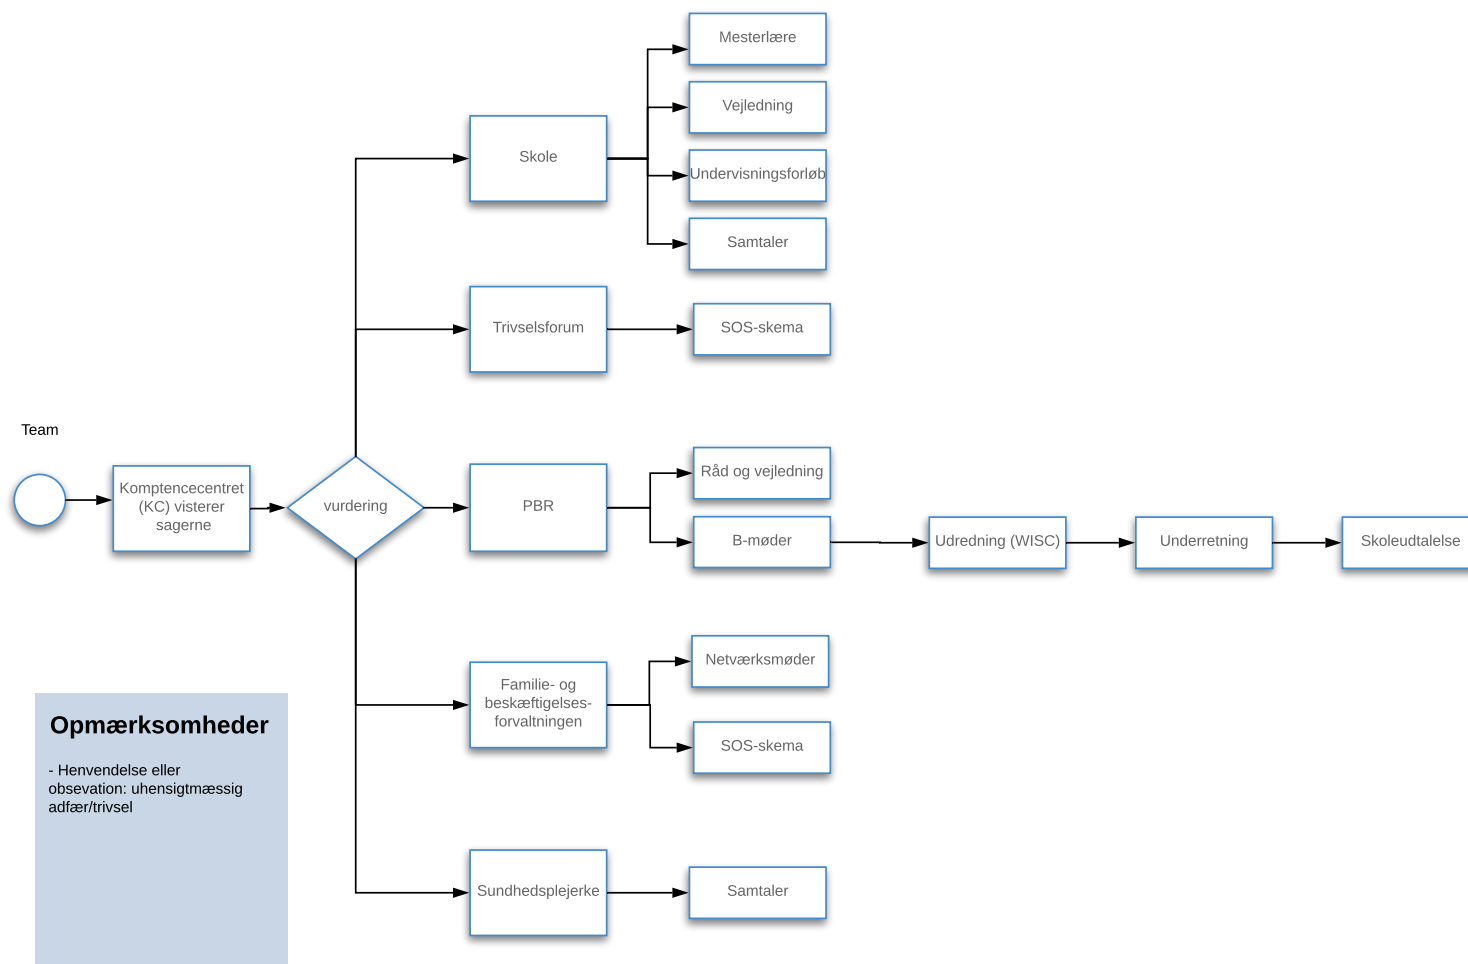 Mesterlære
Vejledning
Skole
Undervisningsforløb
Samtaler
Trivselsforum
SOS-skema
Team
Komptencecentret
(KC) visterer
sagerne
vurdering
PBR
Råd og vejledning
B-møder
Udredning (WISC)
Underretning
Skoleudtalelse
Familie- og
beskæftigelses-
forvaltningen
Netværksmøder
SOS-skema
Opmærksomheder
- Henvendelse eller
obsevation: uhensigtmæssig
adfær/trivsel
Sundhedsplejerke
Samtaler